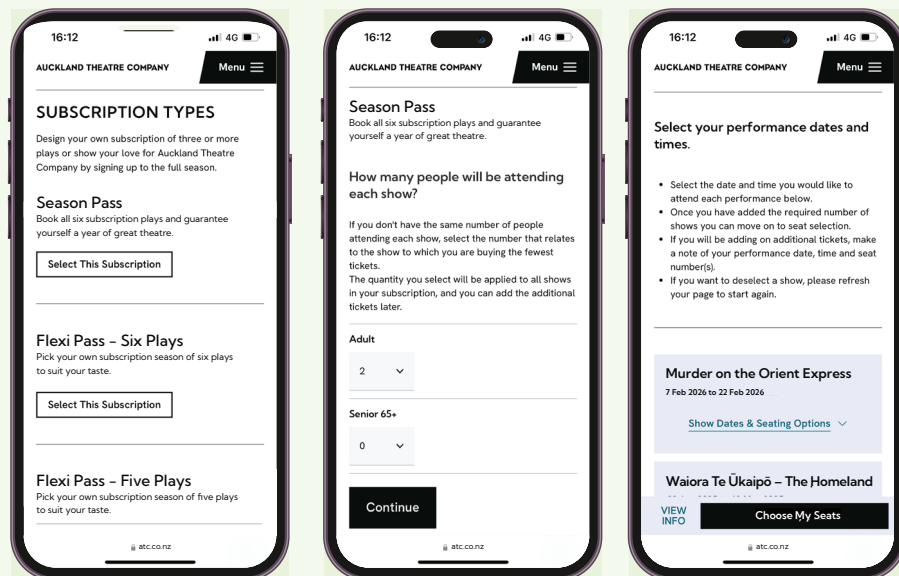 16:12
4G
AUCKLAND THEATRE COMPANY
Menu
SUBSCRIPTION TYPES
Design your own subscription of three or more
plays or show your love for Auckland Theatre
Company by signing up to the full season.
Season Pass
Book all six subscription plays and guarantee
yourself a year of great theatre.
Select This Subscription
Flexi Pass – Six Plays
Pick your own subscription season of six plays
to suit your taste.
Select This Subscription
Flexi Pass – Five Plays
Pick your own subscription season of five plays
to suit your taste.
atc.co.nz
16:12
4G
AUCKLAND THEATRE COMPANY
Menu
Season Pass
Book all six subscription plays and guarantee
yourself a year of great theatre.
How many people will be attending
each show?
If you don't have the same number of people
attending each show, select the number that relates
to the show to which you are buying the fewest
tickets.
The quantity you select will be applied to all shows
in your subscription, and you can add the additional
tickets later.
Adult
2
Senior 65+
0
Continue
atc.co.nz
16:12
4G
AUCKLAND THEATRE COMPANY
Menu
Select your performance dates and
times.
• Select the date and time you would like to
attend each performance below.
• Once you have added the required number of
shows you can move on to seat selection.
• If you will be adding on additional tickets, make
a note of your performance date, time and seat
number(s).
• If you want to deselect a show, please refresh
your page to start again.
Murder on the Orient Express
7 Feb 2026 to 22 Feb 2026
Show Dates & Seating Options
Waiora Te Ūkaipō – The Homeland
VIEW
INFO
Choose My Seats
atc.co.nz